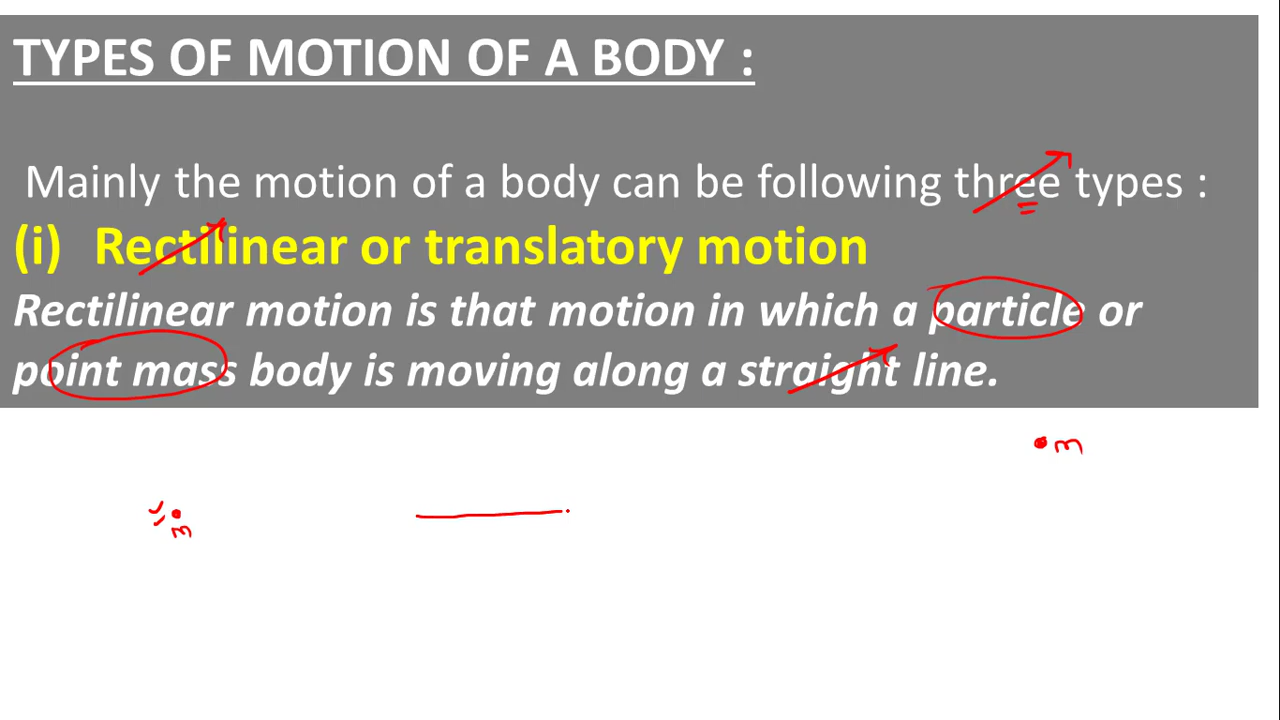 TYPES OF MOTION OF A BODY :
Mainly the motion of a body can be following three types :
(i) Rectilinear or translatory motion
Rectilinear motion is that motion in which a particle or
point mass body is moving along a straight line.
m
m